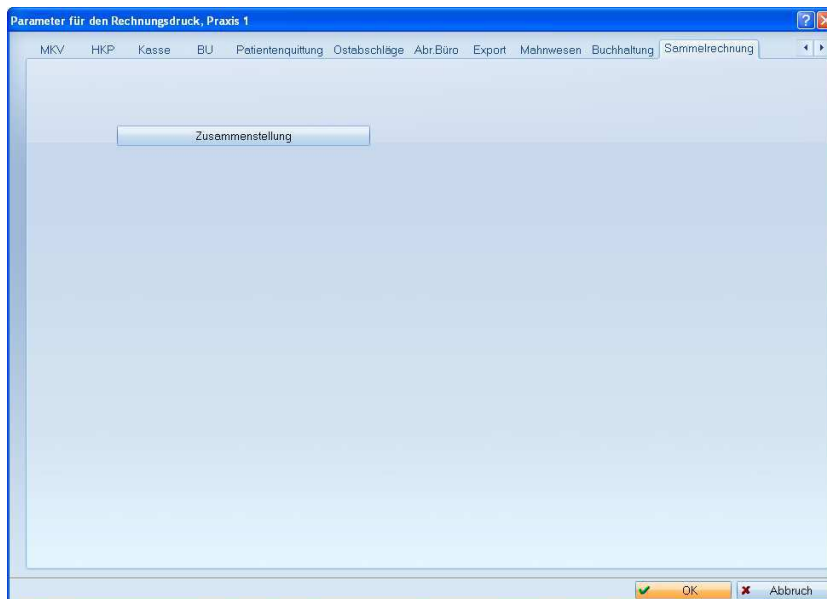 Parameter für den Rechnungsdruck, Praxis 1
MKV HKP Kasse BU Patientenquittung Ostabschläge Abr.Büro Export Mahnwesen Buchhaltung Sammelrechnung
Zusammenstellung
OK Abbruch